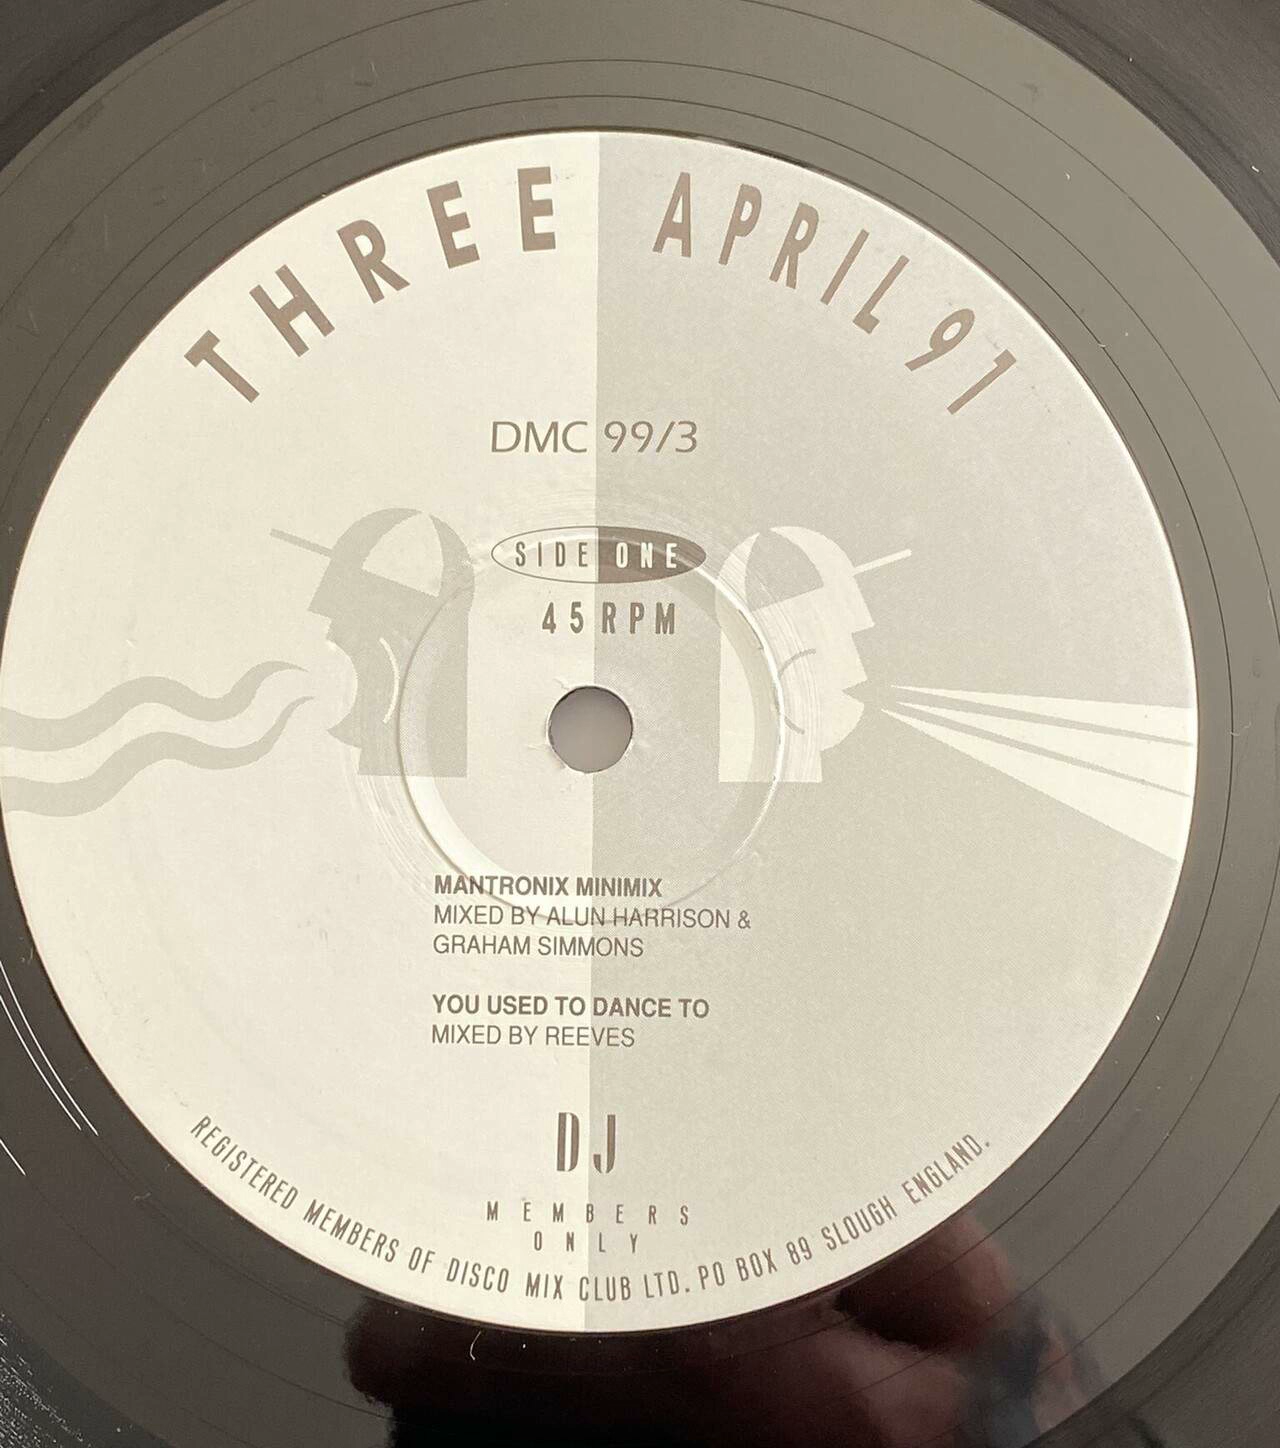 THREE APRIL 91
DMC 99/3
SIDE ONE
45 RPM
MANTRONIX MINIMIX
MIXED BY ALUN HARRISON &
GRAHAM SIMMONS
YOU USED TO DANCE TO
MIXED BY REEVES
DJ
MEMBERS
ONLY
REGISTERED MEMBERS OF DISCO MIX CLUB LTD. PO BOX 89 SLOUGH ENGLAND.